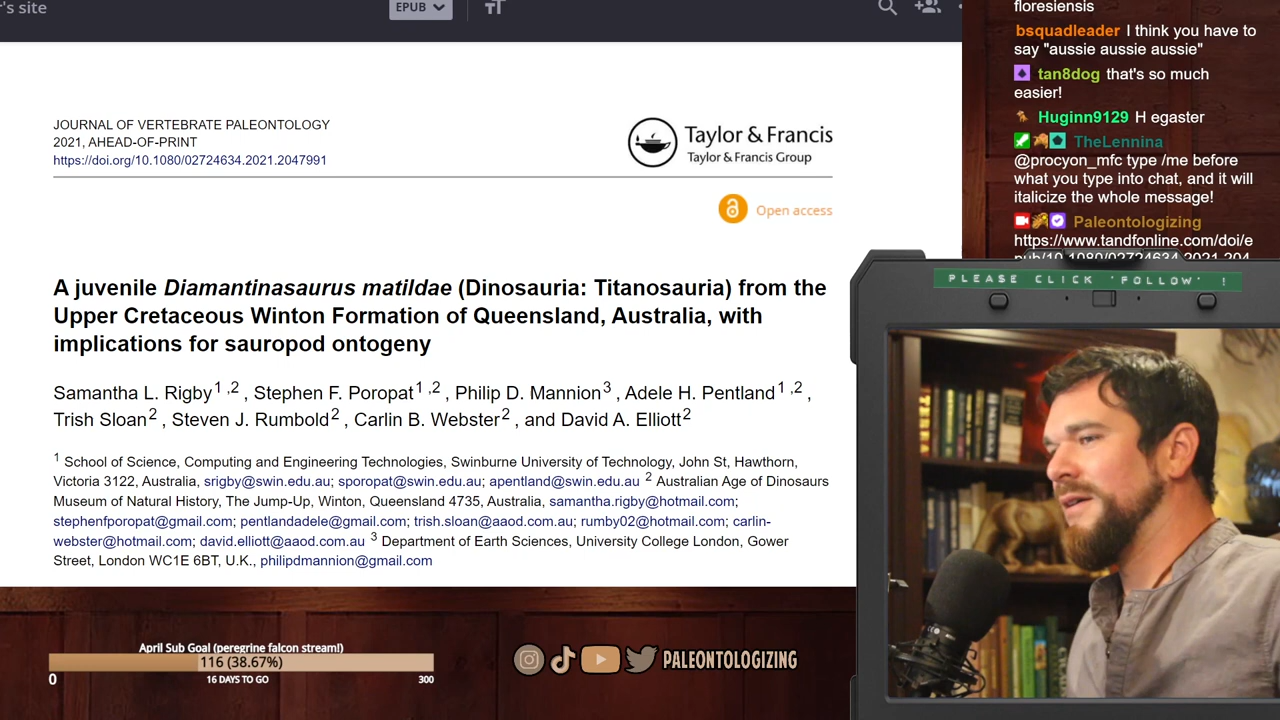 's site
EPUB
TT
JOURNAL OF VERTEBRATE PALEONTOLOGY
2021, AHEAD-OF-PRINT
https://doi.org/10.1080/02724634.2021.2047991
Taylor & Francis
Taylor & Francis Group
Open access
A juvenile Diamantinasaurus matildae (Dinosauria: Titanosauria) from the
Upper Cretaceous Winton Formation of Queensland, Australia, with
implications for sauropod ontogeny
Samantha L. Rigby1 ,2 , Stephen F. Poropat1 ,2 , Philip D. Mannion3 , Adele H. Pentland1 ,2 ,
Trish Sloan2 , Steven J. Rumbold2 , Carlin B. Webster2 , and David A. Elliott2
1 School of Science, Computing and Engineering Technologies, Swinburne University of Technology, John St, Hawthorn,
Victoria 3122, Australia, srigby@swin.edu.au; sporopat@swin.edu.au; apentland@swin.edu.au 2 Australian Age of Dinosaurs
Museum of Natural History, The Jump-Up, Winton, Queensland 4735, Australia, samantha.rigby@hotmail.com;
stephenfporopat@gmail.com; pentlandadele@gmail.com; trish.sloan@aaod.com.au; rumby02@hotmail.com; carlin-
webster@hotmail.com; david.elliott@aaod.com.au 3 Department of Earth Sciences, University College London, Gower
Street, London WC1E 6BT, U.K., philipdmannion@gmail.com
floresiensis
bsquadleader I think you have to
say "aussie aussie aussie"
tan8dog that's so much
easier!
Huginn9129 H egaster
TheLennina
@procyon_mfc type /me before
what you type into chat, and it will
italicize the whole message!
Paleontologizing
https://www.tandfonline.com/doi/e
pub/10.1080/02724634.2021.204
PLEASE CLICK 'FOLLOW' !
April Sub Goal (peregrine falcon stream!)
116 (38.67%)
0 16 DAYS TO GO 300
PALEONTOLOGIZING